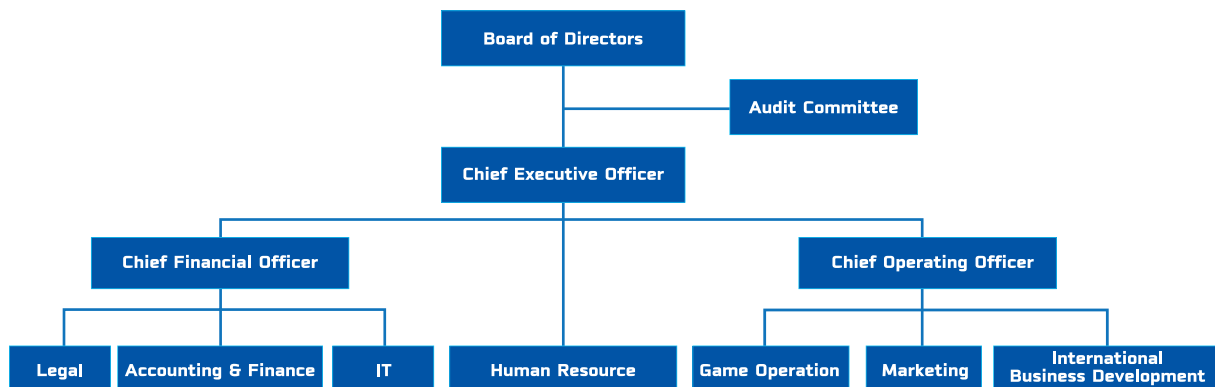 Board of Directors
Audit Committee
Chief Executive Officer
Chief Financial Officer
Chief Operating Officer
Legal
Accounting & Finance
IT
Human Resource
Game Operation
Marketing
International
Business Development